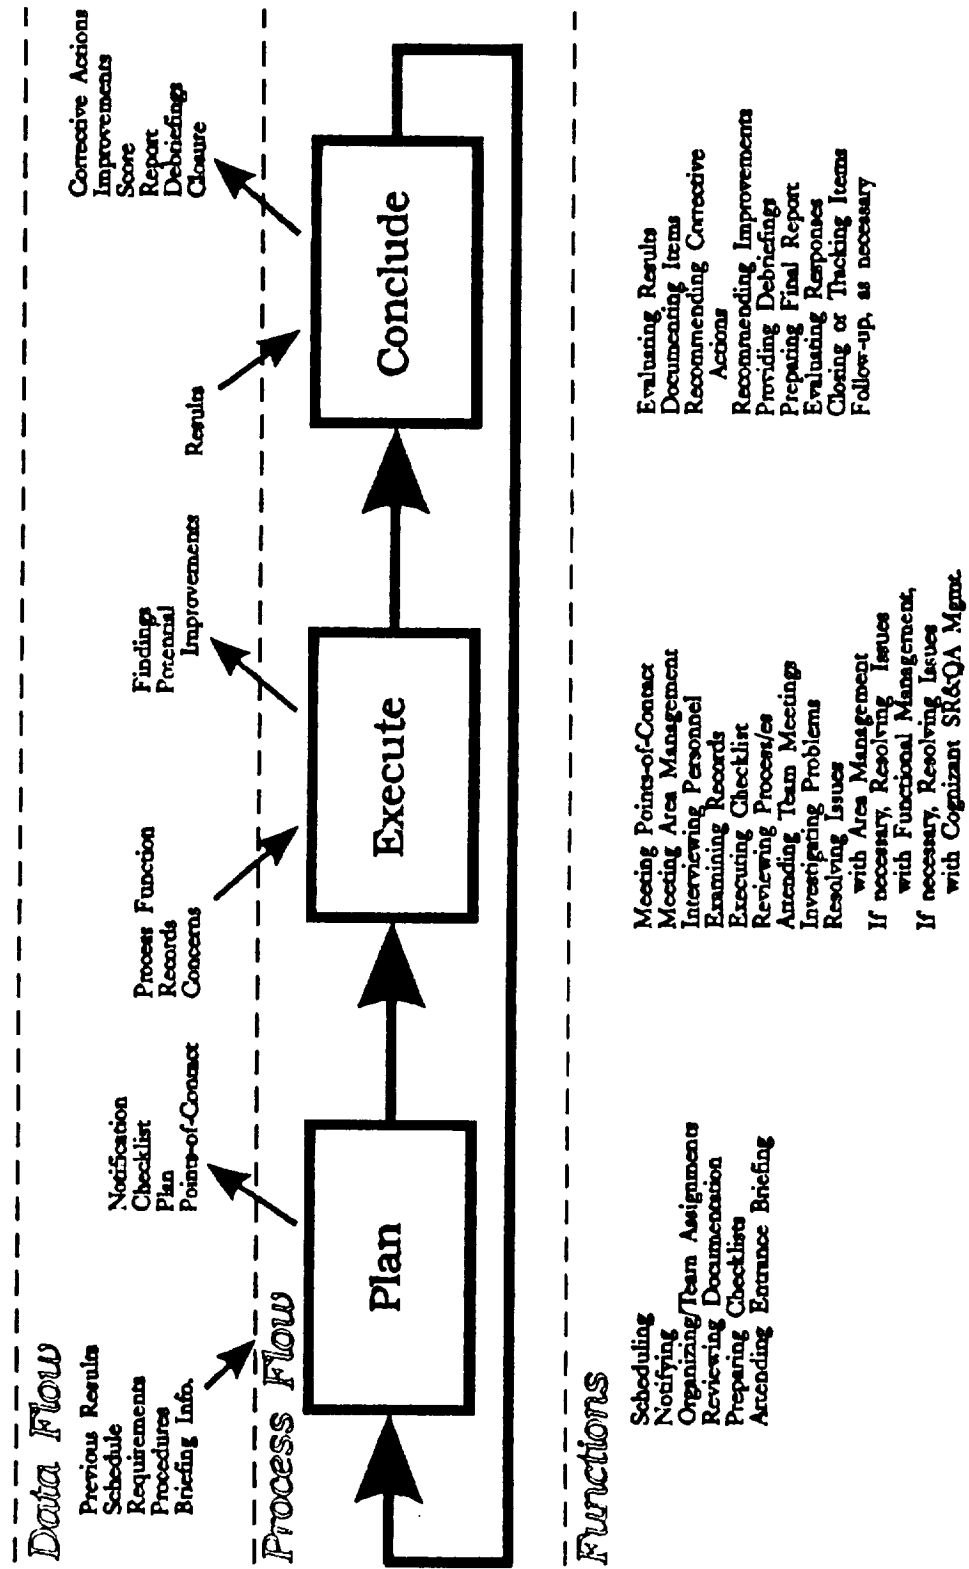 Data Flow
Previous Results
Schedule
Requirements
Procedures
Briefing Info.
Notification
Checklist
Plan
Points-of-Contact
Process Function
Records
Concerns
Findings
Potential
Improvements
Results
Corrective Actions
Improvements
Score
Report
Debriefings
Closure
Process Flow
Plan
Execute
Conclude
Functions
Scheduling
Notifying
Organizing/Team Assignments
Reviewing Documentation
Preparing Checklists
Attending Entrance Briefing
Meeting Points-of-Contact
Meeting Area Management
Interviewing Personnel
Examining Records
Executing Checklist
Reviewing Process/es
Attending Team Meetings
Investigating Problems
Resolving Issues
with Area Management
If necessary, Resolving Issues
with Functional Management,
If necessary, Resolving Issues
with Cognizant SR&QA Mgmt.
Evaluating Results
Documenting Items
Recommending Corrective
Actions
Recommending Improvements
Providing Debriefings
Preparing Final Report
Evaluating Responses
Closing or Tracking Items
Follow-up, as necessary